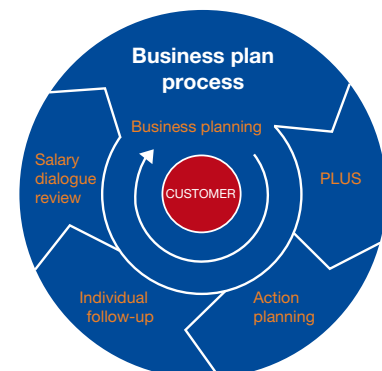 Business plan
process
Business planning
Salary
dialogue
review
CUSTOMER
PLUS
Individual
follow-up
Action
planning